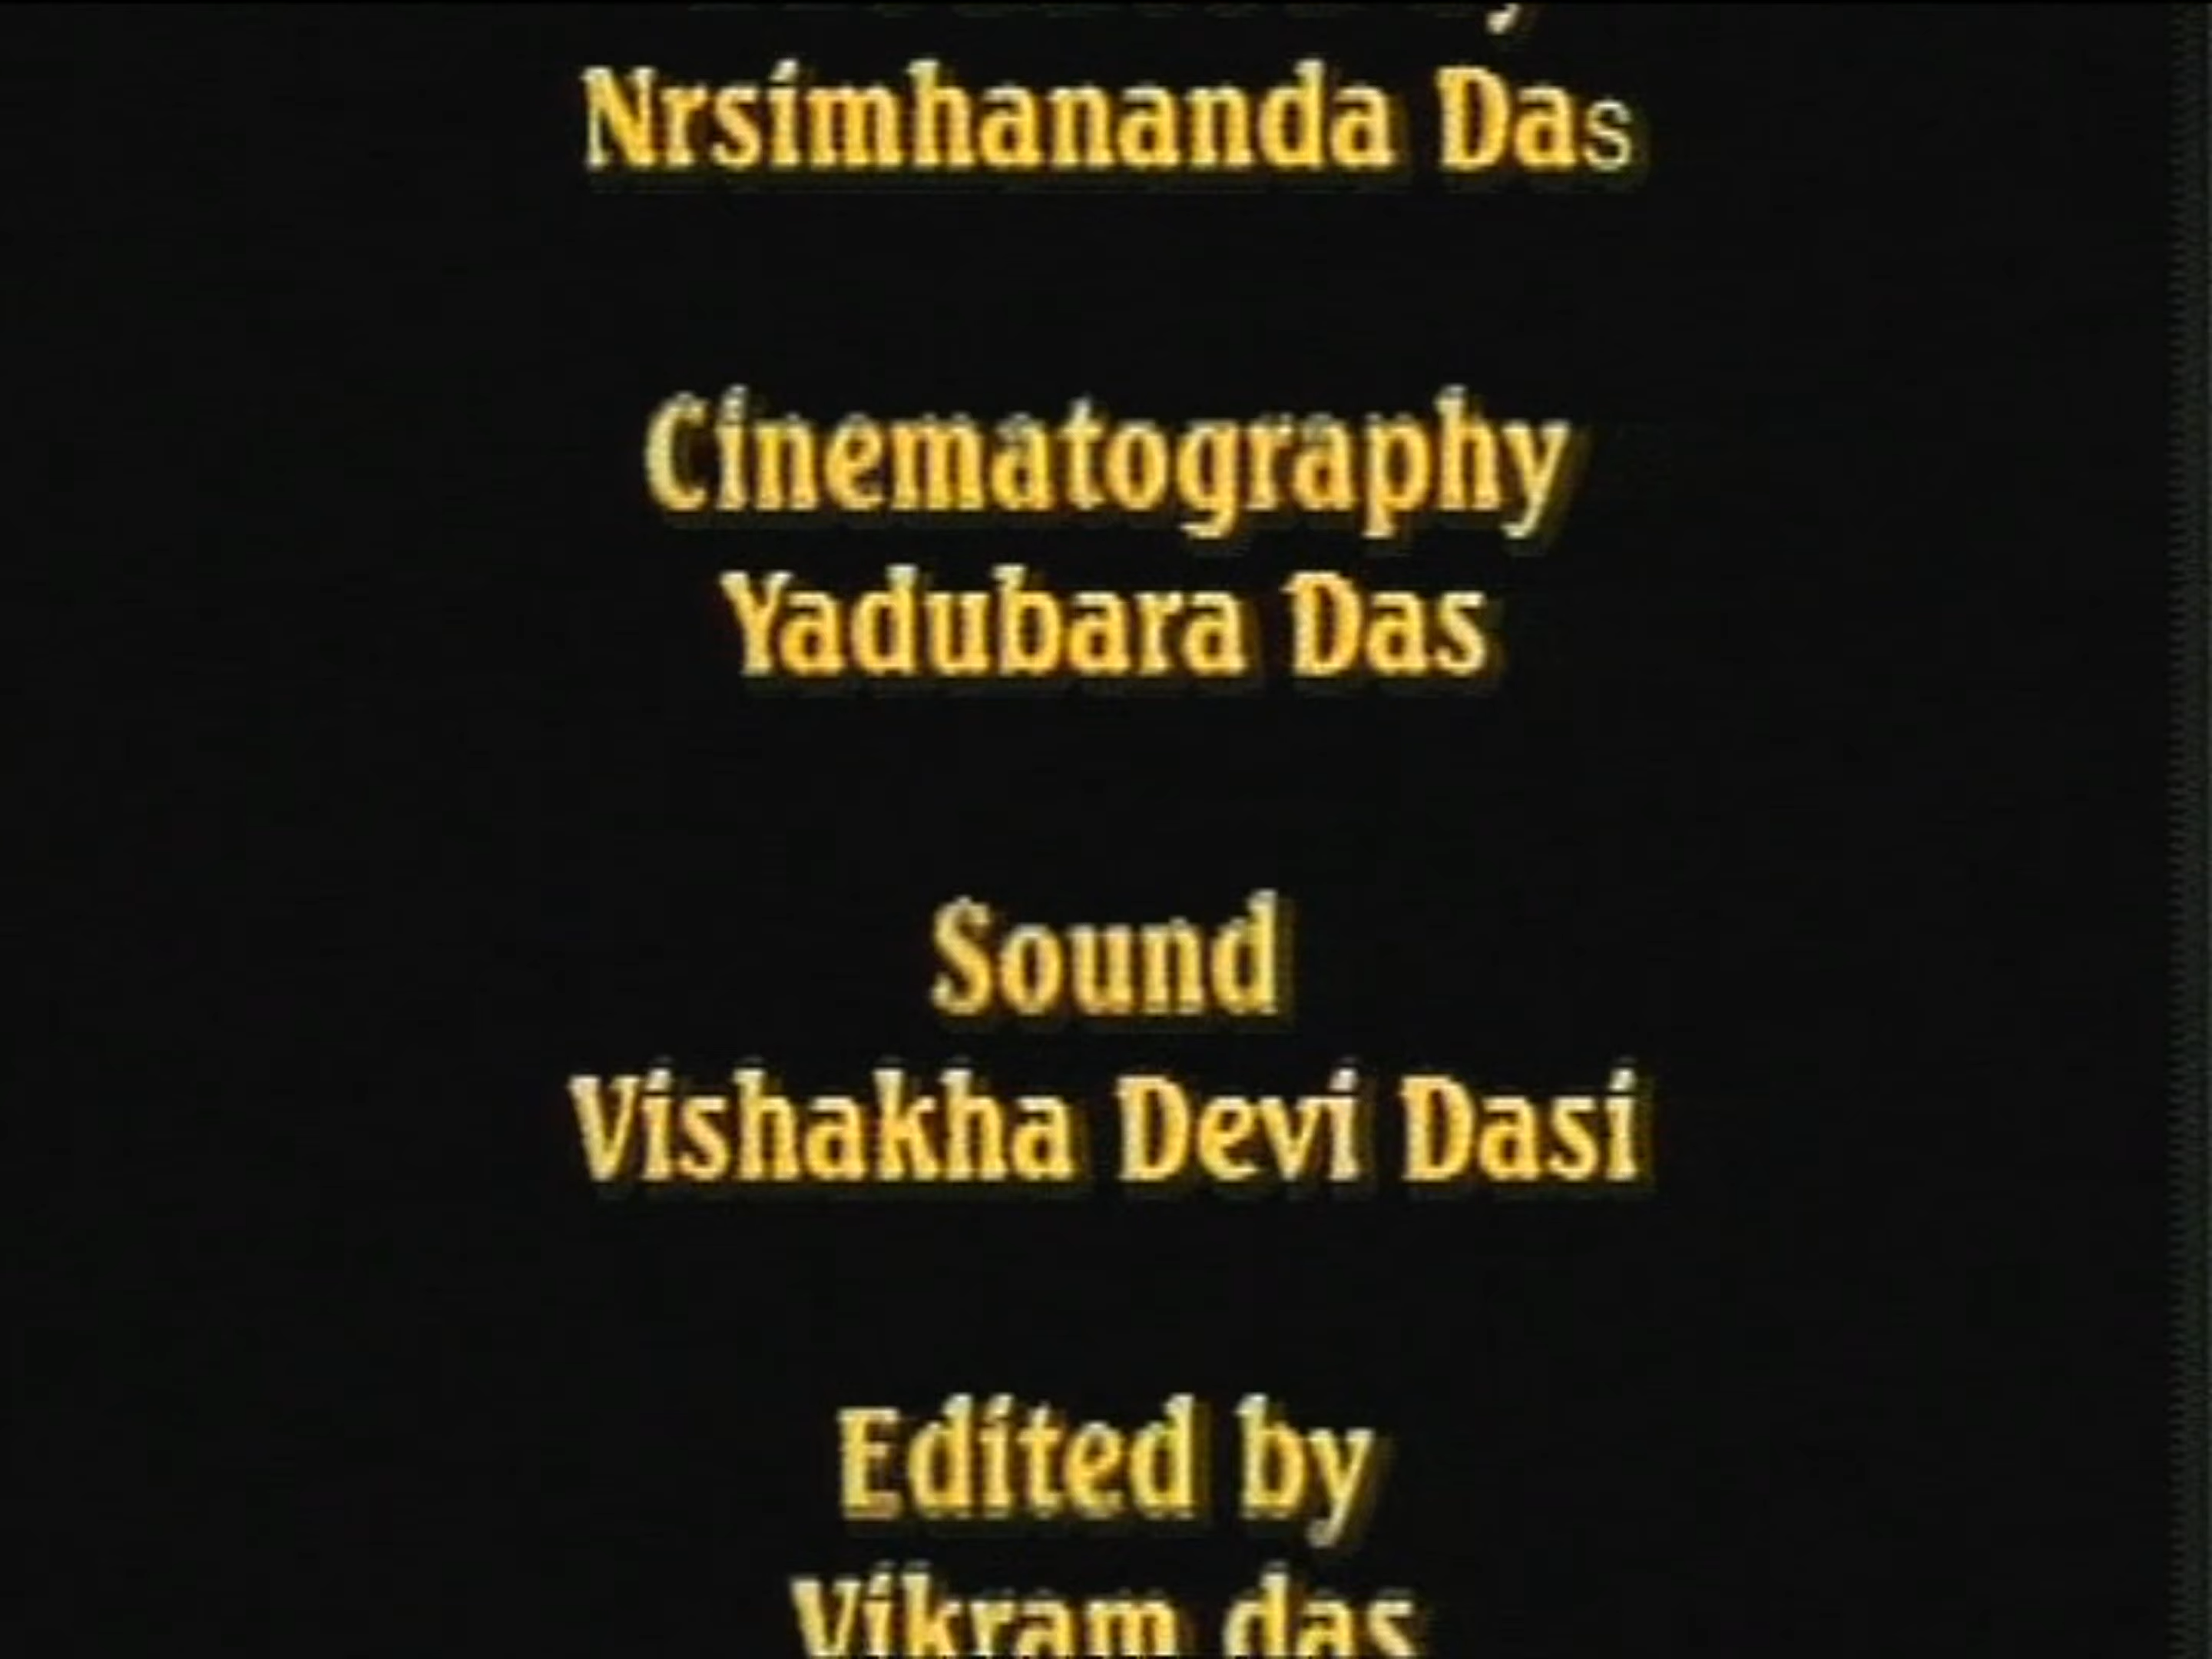 Nrsimhananda Das
Cinematography
Yadubara Das
Sound
Vishakha Devi Dasi
Edited by
Vikram das